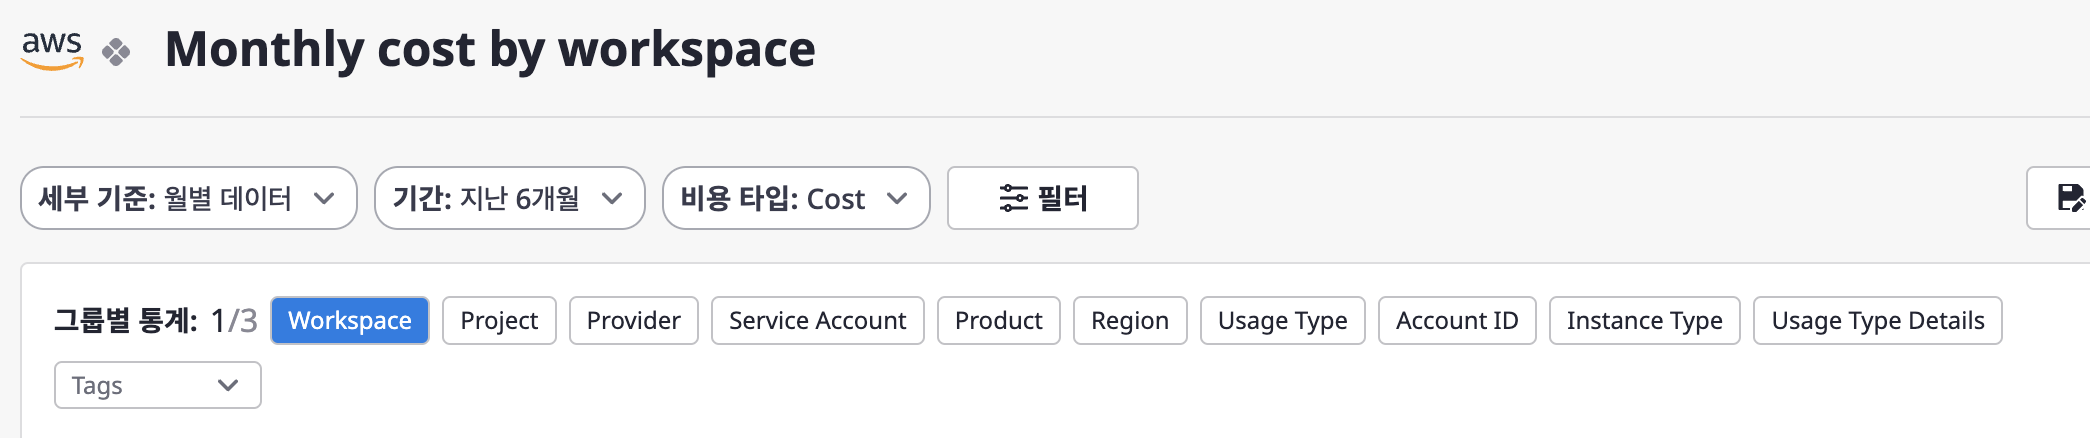 aws Monthly cost by workspace
세부 기준: 월별 데이터 기간: 지난 6개월 비용 타입: Cost 필터
그룹별 통계: 1/3 Workspace Project Provider Service Account Product Region Usage Type Account ID Instance Type Usage Type Details
Tags